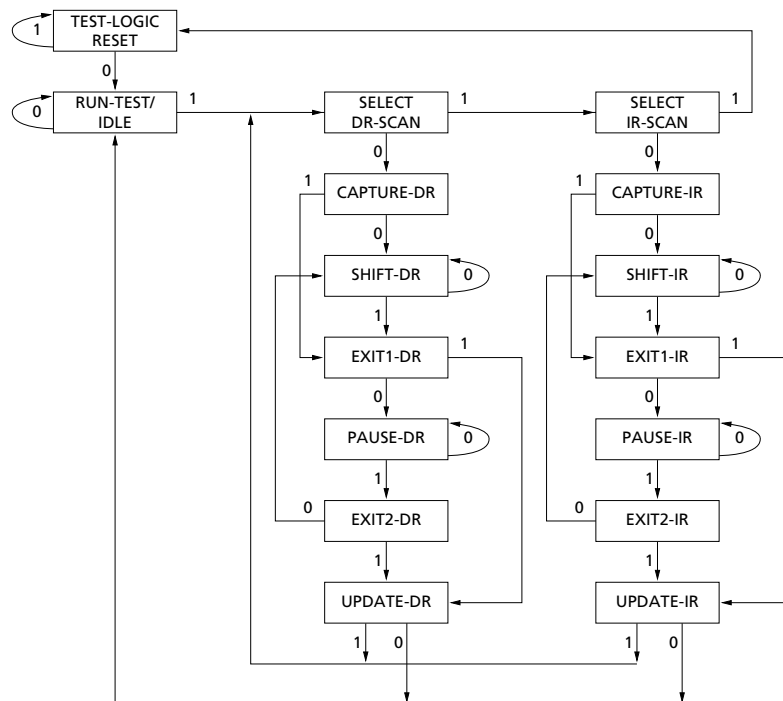 TEST-LOGIC
RESET
1
0
RUN-TEST/
IDLE
0
1
SELECT
DR-SCAN
1
SELECT
IR-SCAN
1
0
0
1
CAPTURE-DR
1
CAPTURE-IR
0
0
SHIFT-DR
0
SHIFT-IR
0
1
1
EXIT1-DR
1
EXIT1-IR
1
0
0
PAUSE-DR
0
PAUSE-IR
0
1
1
0
EXIT2-DR
0
EXIT2-IR
1
1
UPDATE-DR
UPDATE-IR
1
0
1
0